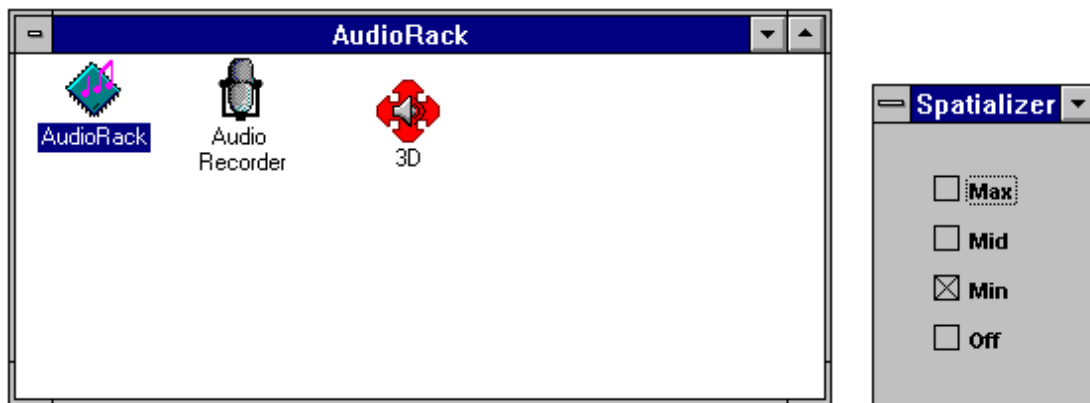 AudioRack
AudioRack
Audio
Recorder
3D
Spatializer
Max
Mid
Min
Off